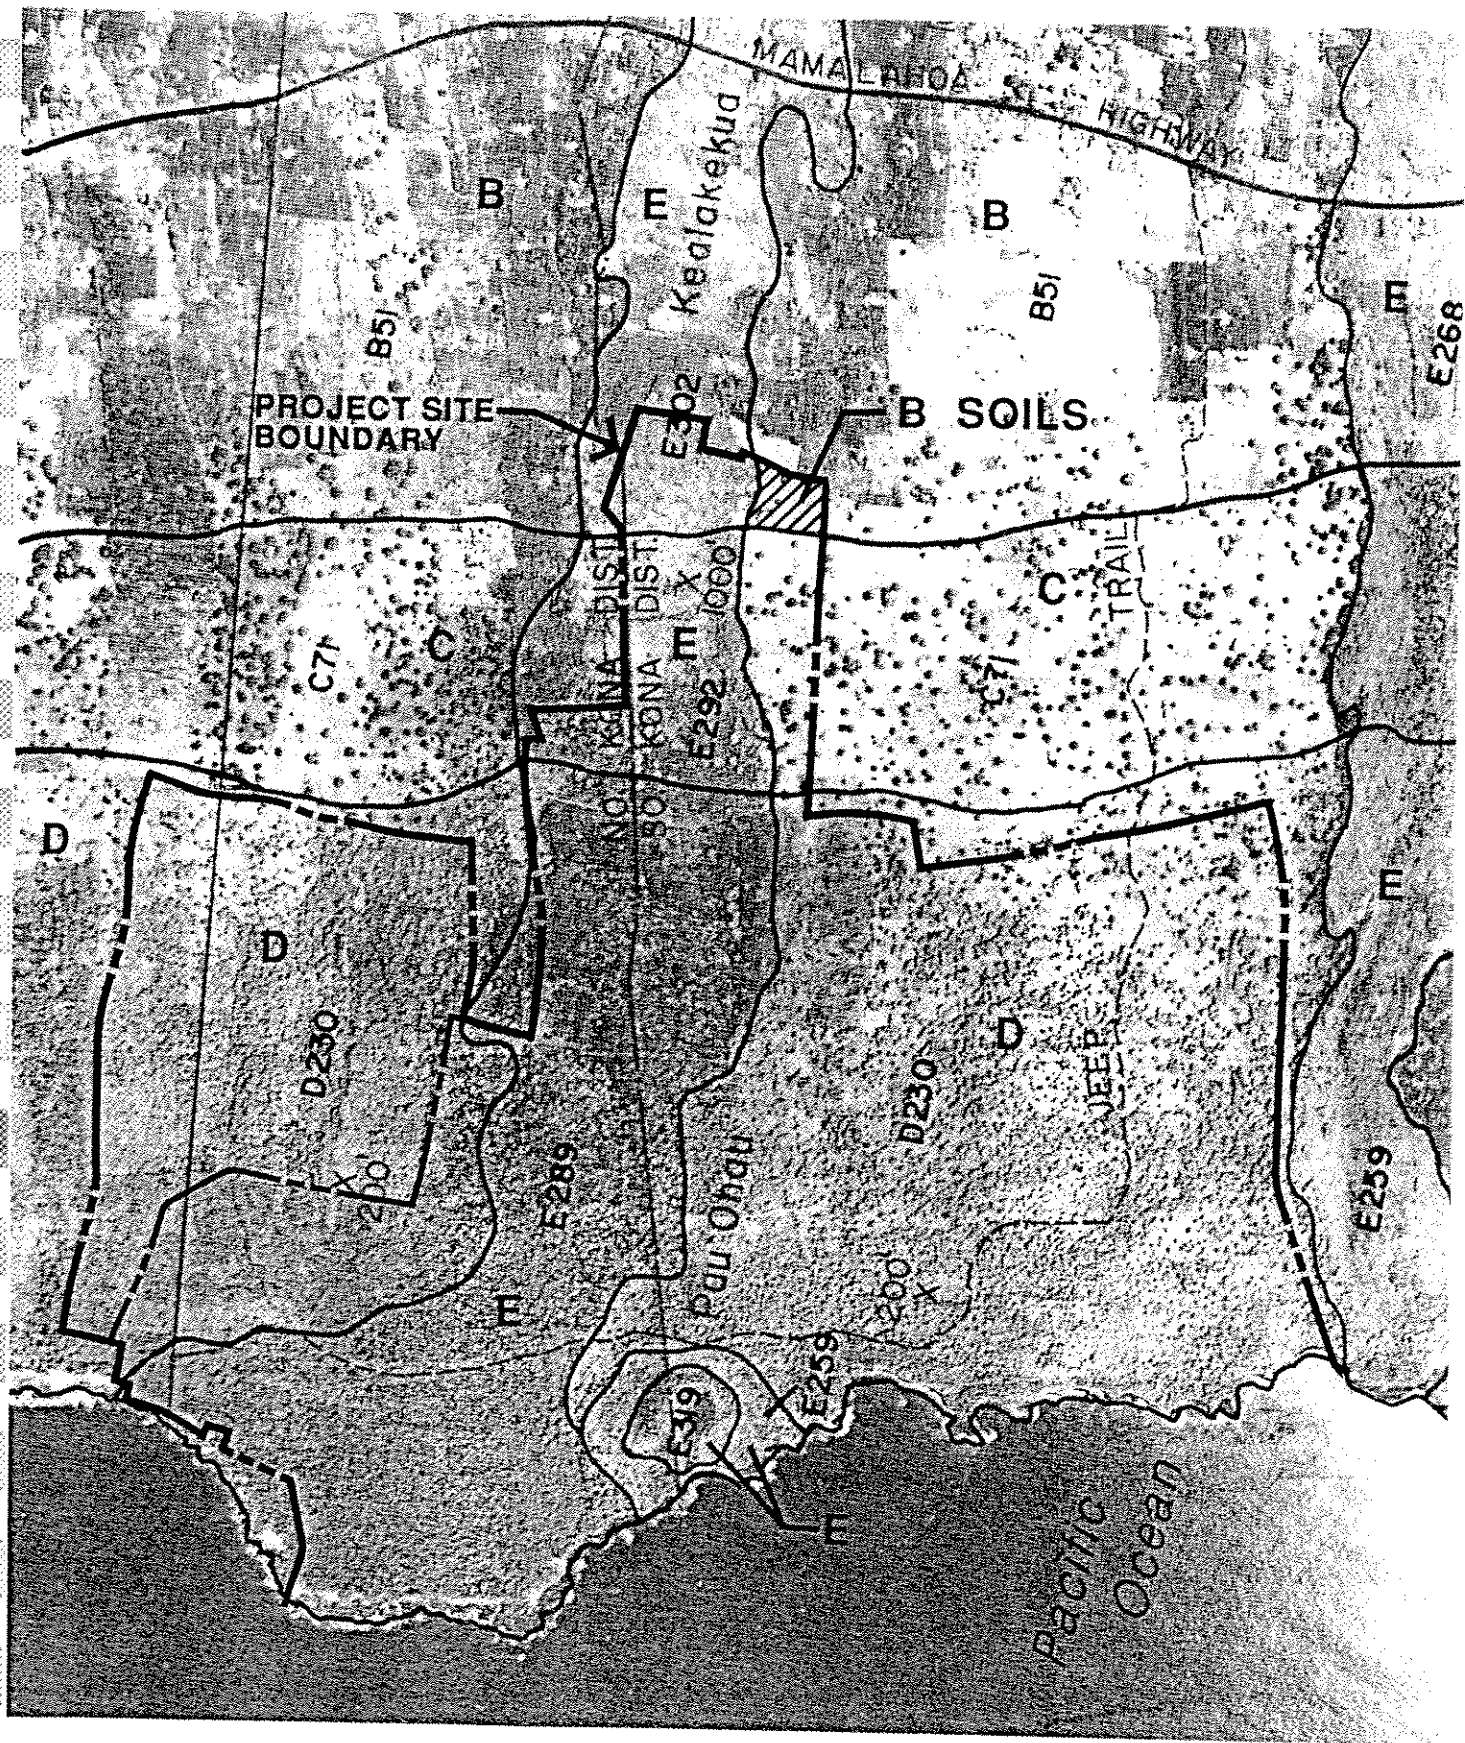 MAMALAHOA
HIGHWAY
B
E
Kealakekua
B
E
E268
B51
B51
PROJECT SITE
BOUNDARY
E302
B SOILS
NO. KONA DIST.
SO. KONA DIST.
X
1000'
E
E292
C
C71
C
C71
JEEP TRAIL
D
D
D230
E
D
D230
X
200'
E289
Puu Ohau
E259
E
200'
X
E319
E259
E
Pacific
Ocean